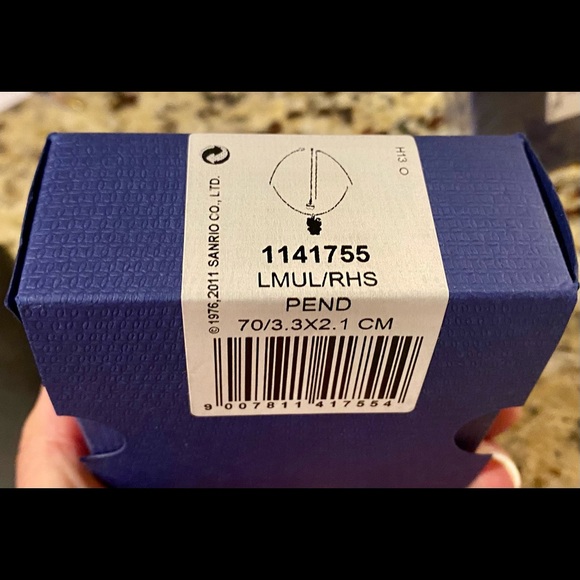 H13 O
© 1976,2011 SANRIO CO., LTD.
1141755
LMUL/RHS
PEND
70/3.3X2.1 CM
9 007811 417554